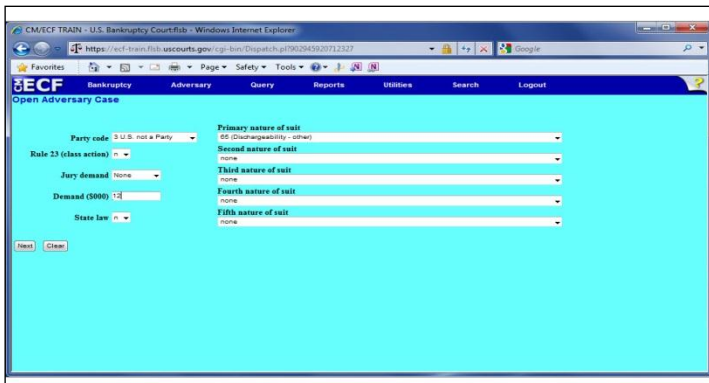 CM/ECF TRAIN - U.S. Bankruptcy Court:flsb - Windows Internet Explorer
https://ecf-train.flsb.uscourts.gov/cgi-bin/Dispatch.pl?902945920712327
Google
Favorites Page Safety Tools
ECF Bankruptcy Adversary Query Reports Utilities Search Logout ?
Open Adversary Case
Primary nature of suit
Party code 3 U.S. not a Party 65 (Dischargeability - other)
Second nature of suit
Rule 23 (class action) n none
Third nature of suit
Jury demand None none
Fourth nature of suit
Demand ($000) 12 none
Fifth nature of suit
State law n none
Next Clear